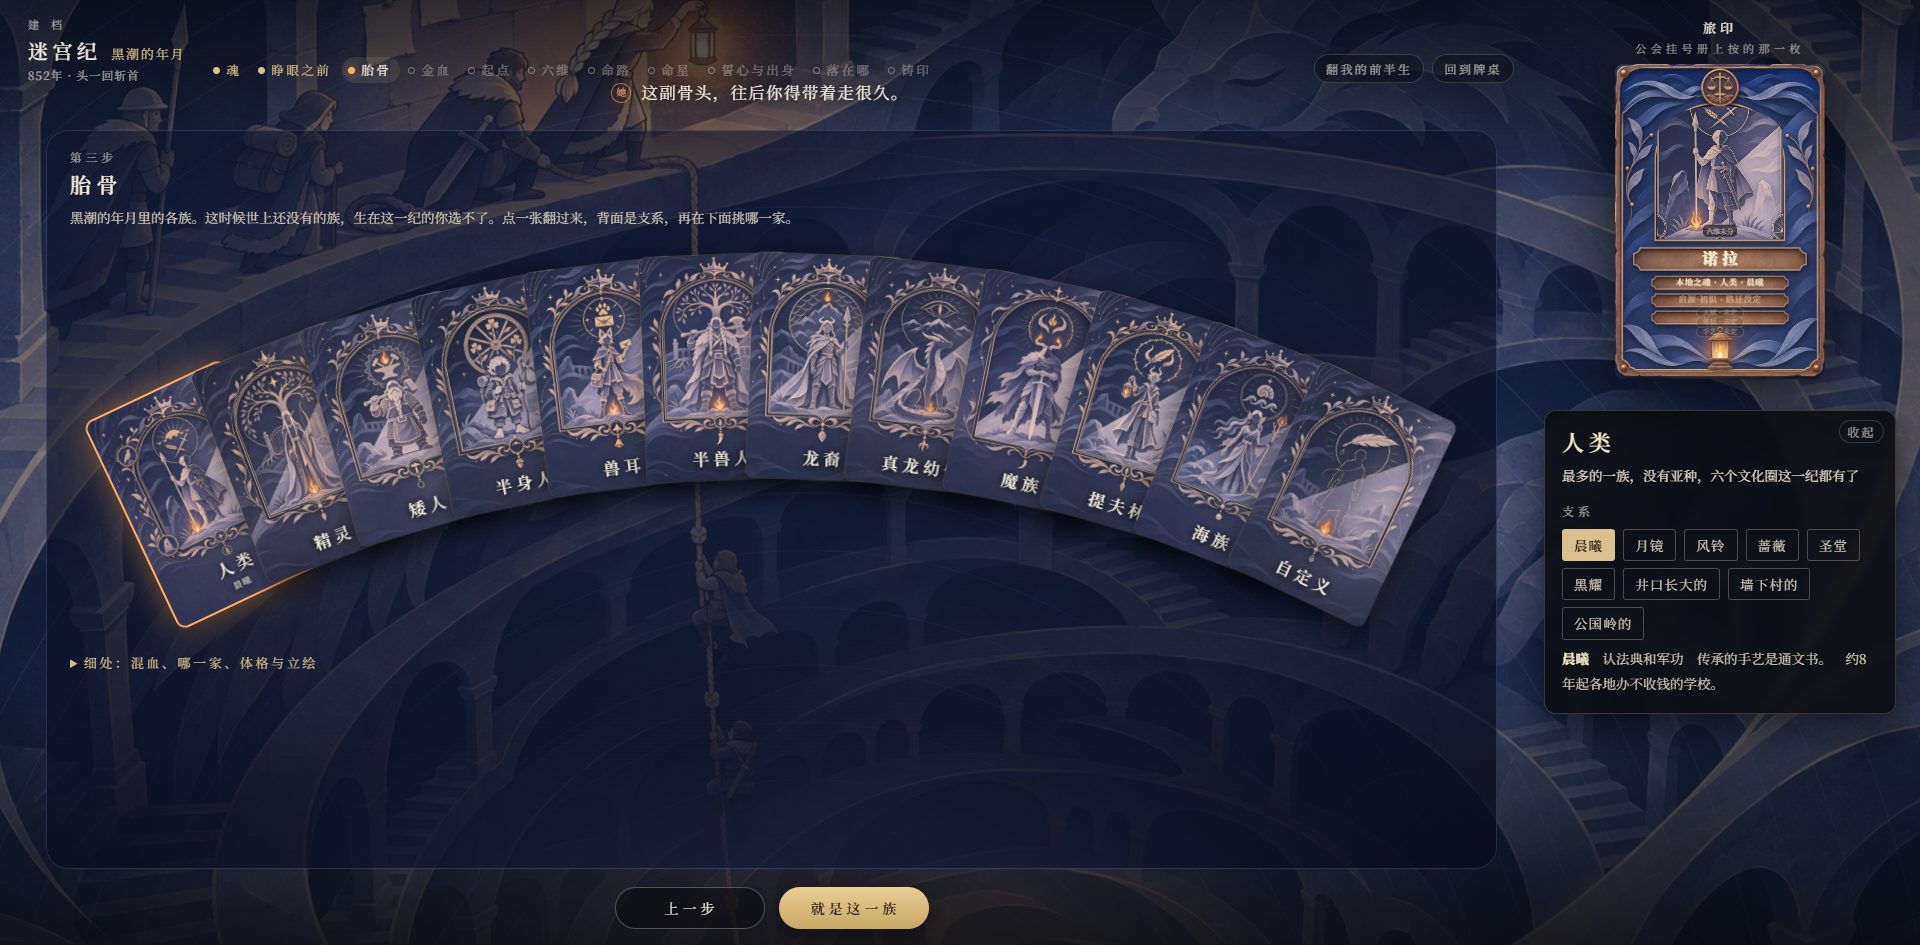 建档
迷宫纪 黑潮的年月
852年 · 头一回斩首
魂 睁眼之前 胎骨 金血 起点 六维 命路 命星 誓心与出身 落在哪 铸印
她 这副骨头，往后你得带着走很久。
翻我的前半生 回到牌桌
第三步
胎骨
黑潮的年月里的各族。这时候世上还没有的族，生在这一纪的你选不了。点一张翻过来，背面是支系，再在下面挑哪一家。
人类
晨曦
精灵
矮人
半身人
兽耳
半兽人
龙裔
真龙幼
魔族
提夫林
海族
自定义
▶ 细处：混血、哪一家、体格与立绘
上一步 就是这一族
旅印
公会挂号册上按的那一枚
六维未分
诺拉
本地之魂 · 人类 · 晨曦
人类 收起
最多的一族，没有亚种，六个文化圈这一纪都有了
支系
晨曦 月镜 风铃 蔷薇 圣堂
黑耀 井口长大的 墙下村的
公国岭的
晨曦 认法典和军功 传承的手艺是通文书。 约8
年起各地办不收钱的学校。